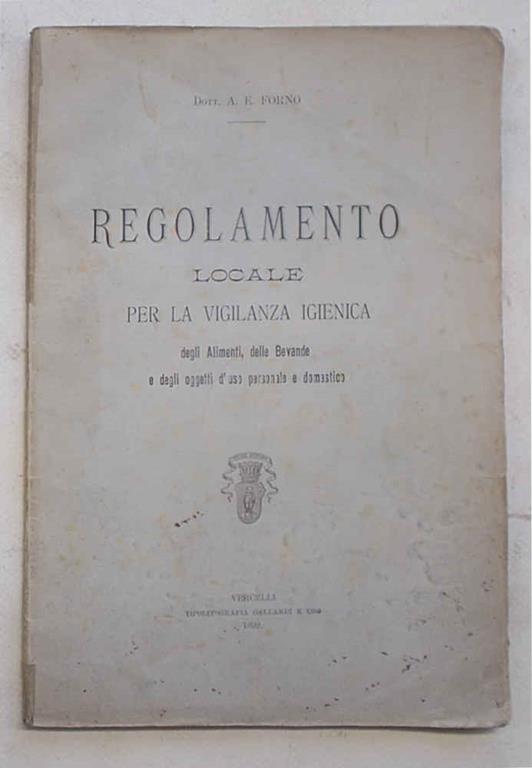 Dott. A. E. FORNO
REGOLAMENTO
LOCALE
PER LA VIGILANZA IGIENICA
degli Alimenti, delle Bevande
e degli oggetti d'uso personale e domestico
VERCELLI
TIPOLITOGRAFIA GALLARDI E UGO
1892.